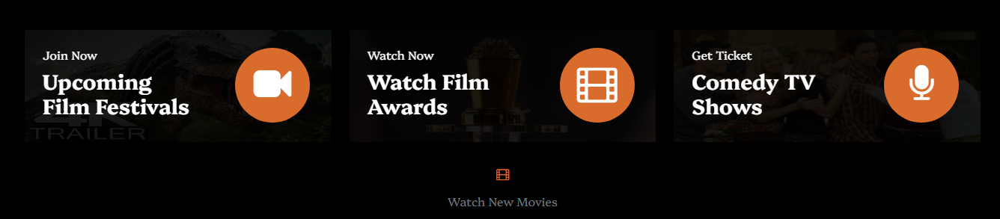 Join Now
Upcoming
Film Festivals
4K
TRAILER
Watch Now
Watch Film
Awards
Get Ticket
Comedy TV
Shows
Watch New Movies